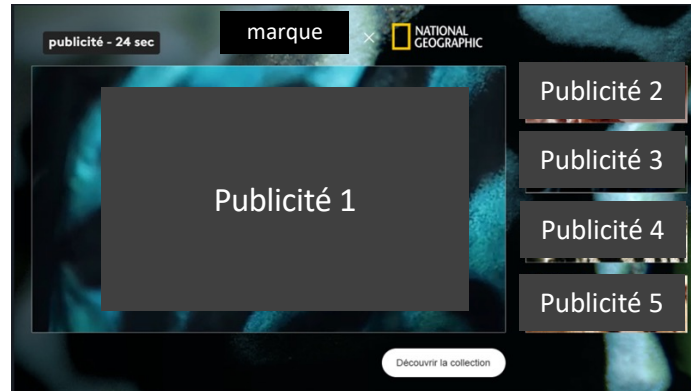 publicité - 24 sec
marque
×
NATIONAL
GEOGRAPHIC
Publicité 1
Publicité 2
Publicité 3
Publicité 4
Publicité 5
Découvrir la collection